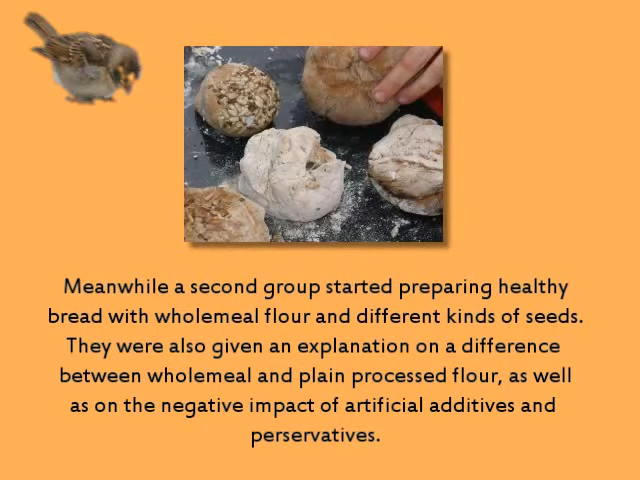 Meanwhile a second group started preparing healthy
bread with wholemeal flour and different kinds of seeds.
They were also given an explanation on a difference
between wholemeal and plain processed flour, as well
as on the negative impact of artificial additives and
perservatives.